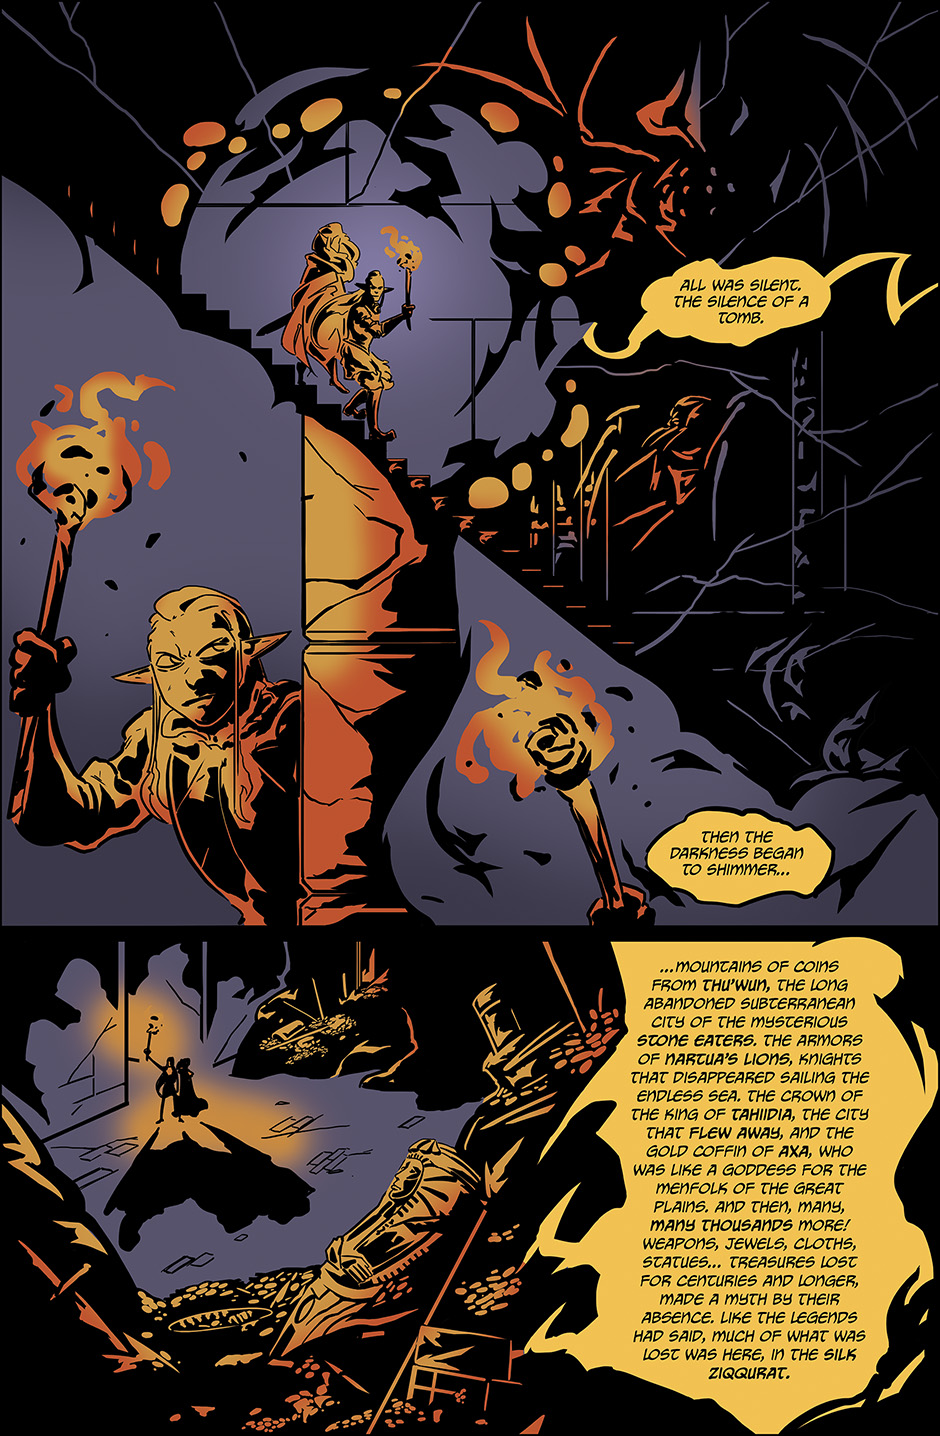 ALL WAS SILENT.
THE SILENCE OF A
TOMB.
THEN THE
DARKNESS BEGAN
TO SHIMMER...
...MOUNTAINS OF COINS
FROM THU'WUN, THE LONG
ABANDONED SUBTERRANEAN
CITY OF THE MYSTERIOUS
STONE EATERS. THE ARMORS
OF NARTUA'S LIONS, KNIGHTS
THAT DISAPPEARED SAILING THE
ENDLESS SEA. THE CROWN OF
THE KING OF TAHIIDIA, THE CITY
THAT FLEW AWAY, AND THE
GOLD COFFIN OF AXA, WHO
WAS LIKE A GODDESS FOR THE
MENFOLK OF THE GREAT
PLAINS. AND THEN, MANY,
MANY THOUSANDS MORE!
WEAPONS, JEWELS, CLOTHS,
STATUES... TREASURES LOST
FOR CENTURIES AND LONGER,
MADE A MYTH BY THEIR
ABSENCE. LIKE THE LEGENDS
HAD SAID, MUCH OF WHAT WAS
LOST WAS HERE, IN THE SILK
ZIQQURAT.